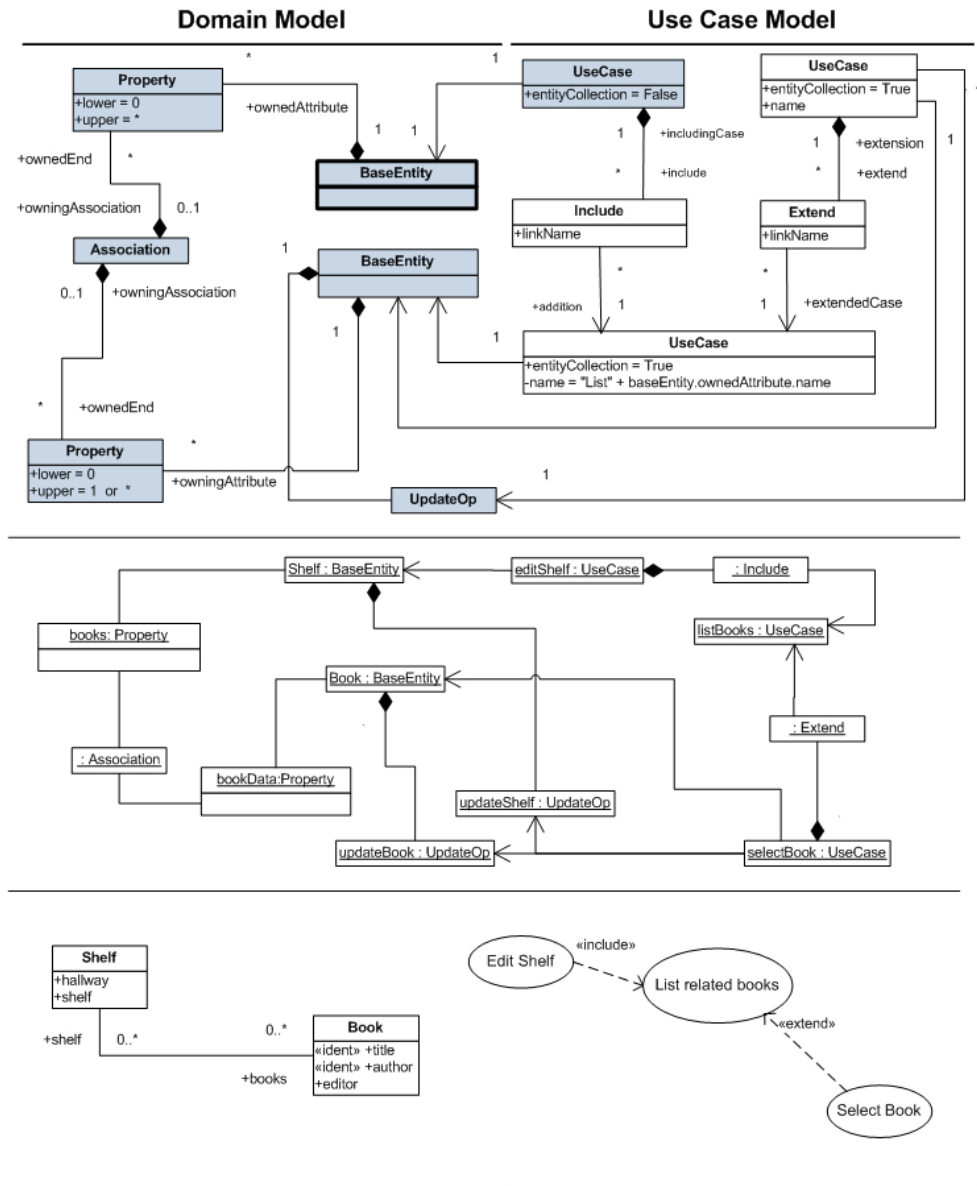 Domain Model
Use Case Model
Property
+lower = 0
+upper = *
*
+ownedAttribute
1
+ownedEnd
*
+owningAssociation
0..1
Association
0..1
+owningAssociation
*
+ownedEnd
Property
+lower = 0
+upper = 1 or *
*
+owningAttribute
BaseEntity
1
BaseEntity
1
UpdateOp
1
1
1
UseCase
+entityCollection = False
1
+includingCase
*
+include
Include
+linkName
*
+addition
1
UseCase
+entityCollection = True
+name
1
+extension
*
+extend
1
Extend
+linkName
*
1
+extendedCase
1
UseCase
+entityCollection = True
-name = "List" + baseEntity.ownedAttribute.name
Shelf : BaseEntity
editShelf : UseCase
: Include
books: Property
listBooks : UseCase
Book : BaseEntity
: Extend
: Association
bookData:Property
updateShelf : UpdateOp
updateBook : UpdateOp
selectBook : UseCase
Shelf
+hallway
+shelf
+shelf
0..*
0..*
+books
Book
«ident» +title
«ident» +author
+editor
Edit Shelf
«include»
List related books
«extend»
Select Book